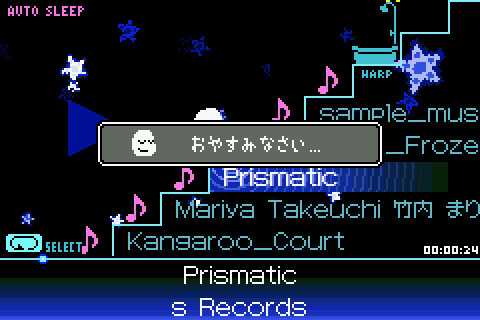 AUTO SLEEP
WARP
sample_mus
_Froze
おやすみなさい…
Prismatic
Mariya Takeuchi 竹内 まり
SELECT
Kangaroo_Court
00:00:24
Prismatic
s Records